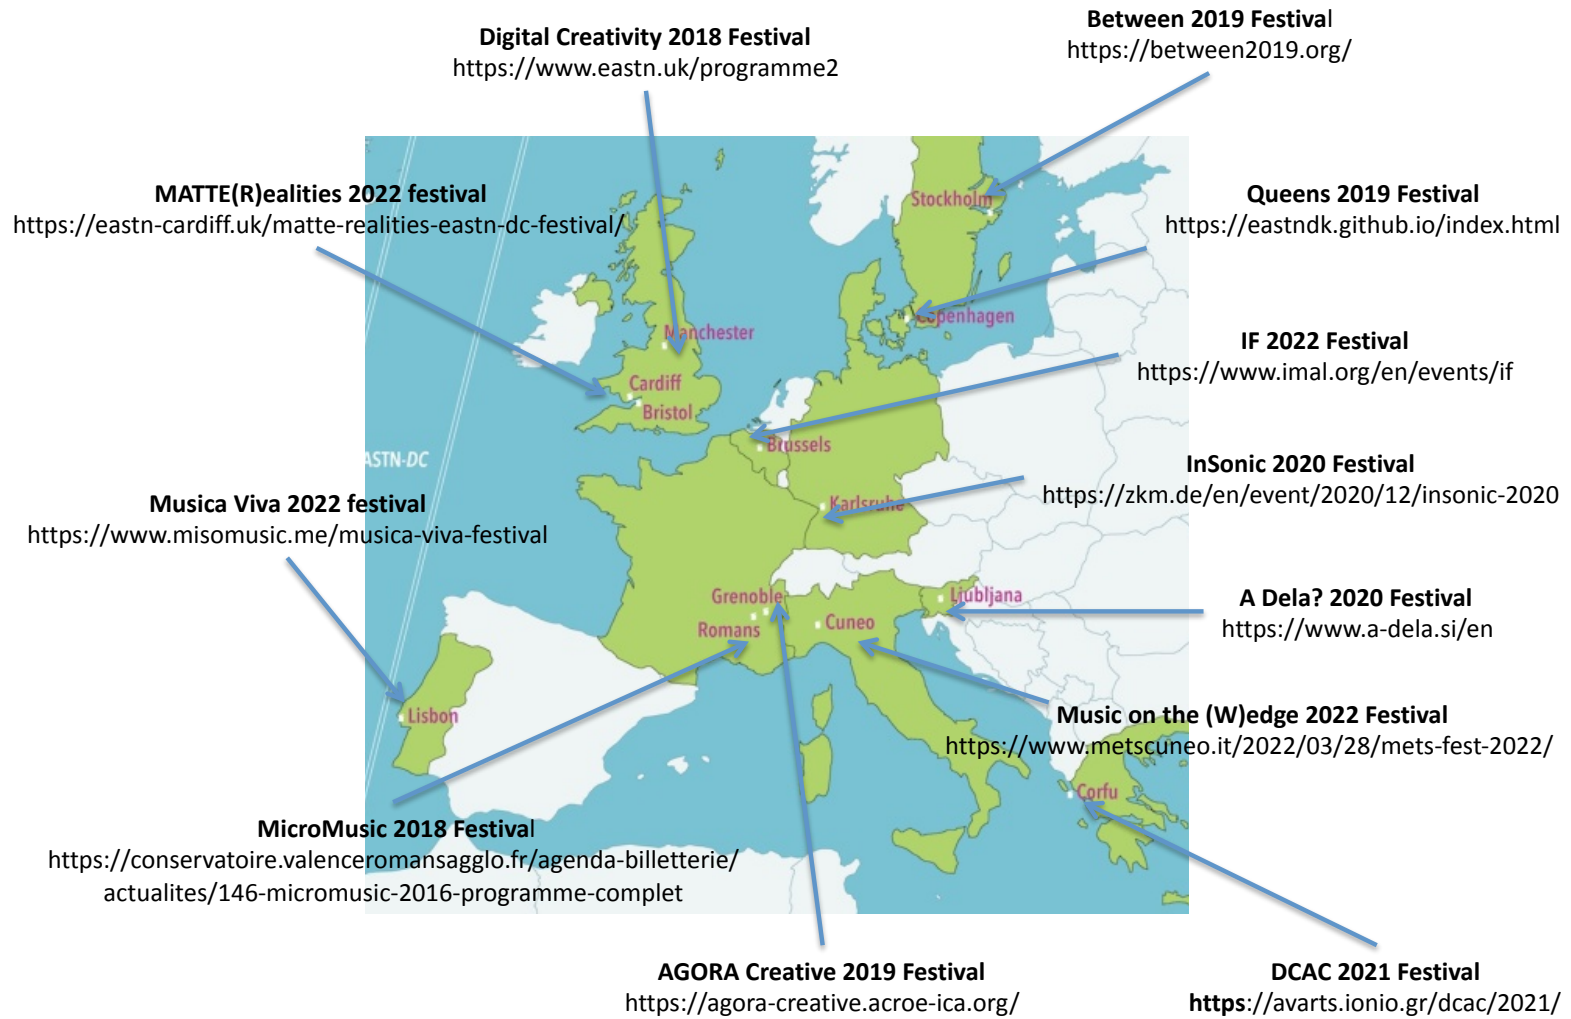 Between 2019 Festival
https://between2019.org/
Digital Creativity 2018 Festival
https://www.eastn.uk/programme2
MATTE(R)ealities 2022 festival
https://eastn-cardiff.uk/matte-realities-eastn-dc-festival/
Queens 2019 Festival
https://eastndk.github.io/index.html
Stockholm
Copenhagen
Manchester
IF 2022 Festival
https://www.imal.org/en/events/if
Cardiff
Bristol
Brussels
ASTN-DC
InSonic 2020 Festival
https://zkm.de/en/event/2020/12/insonic-2020
Karlsruhe
Musica Viva 2022 festival
https://www.misomusic.me/musica-viva-festival
Grenoble
Ljubljana
Romans
Cuneo
A Dela? 2020 Festival
https://www.a-dela.si/en
Lisbon
Music on the (W)edge 2022 Festival
https://www.metscuneo.it/2022/03/28/mets-fest-2022/
Corfu
MicroMusic 2018 Festival
https://conservatoire.valenceromansagglo.fr/agenda-billetterie/
actualites/146-micromusic-2016-programme-complet
AGORA Creative 2019 Festival
https://agora-creative.acroe-ica.org/
DCAC 2021 Festival
https://avarts.ionio.gr/dcac/2021/